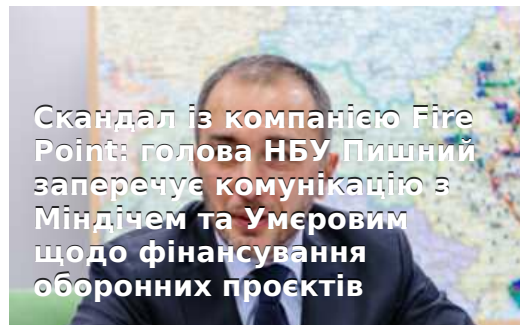 Скандал із компанією Fire
Point: голова НБУ Пишний
заперечує комунікацію з
Міндічем та Умєровим
щодо фінансування
оборонних проєктів